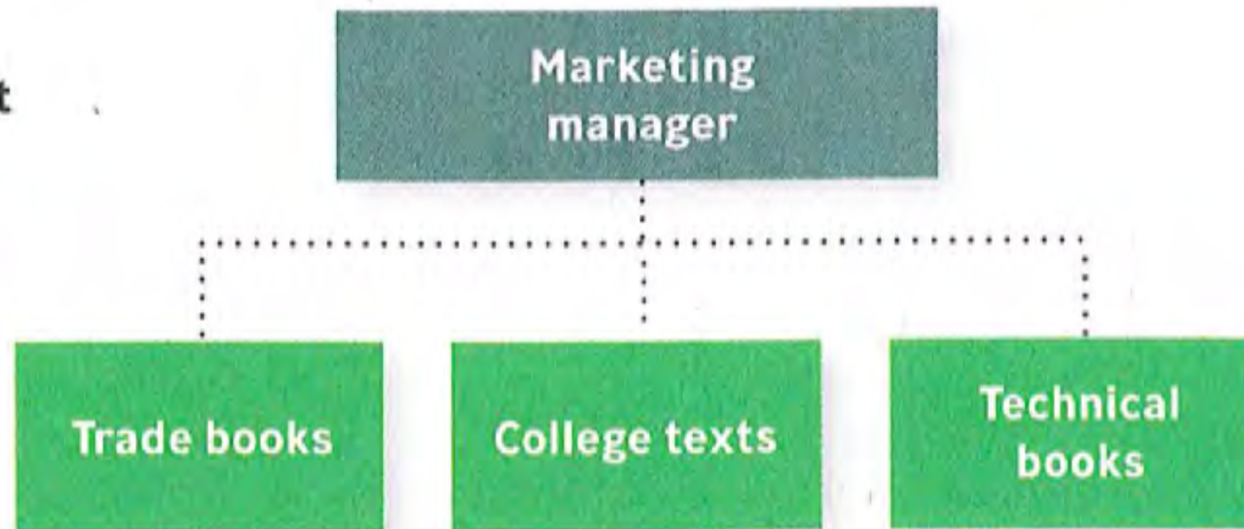 t
Marketing
manager
Trade books
College texts
Technical
books